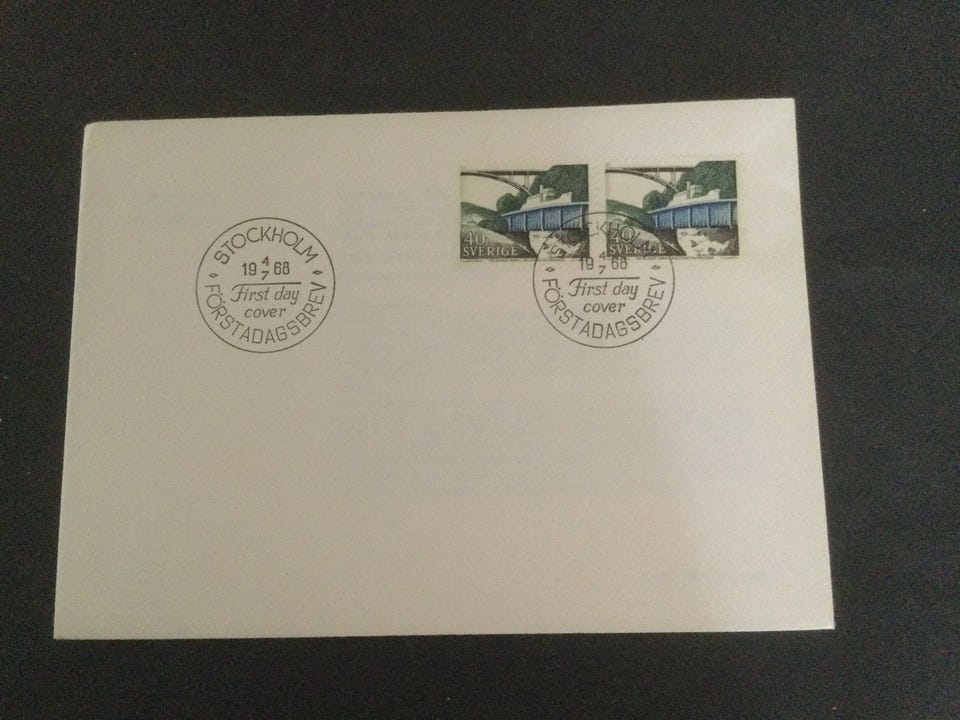 40
SVERIGE
SVERIGE
STOCKHOLM
19 4/7 68
First day
cover
FÖRSTADAGSBREV
STOCKHOLM
19 4/7 68
First day
cover
FÖRSTADAGSBREV